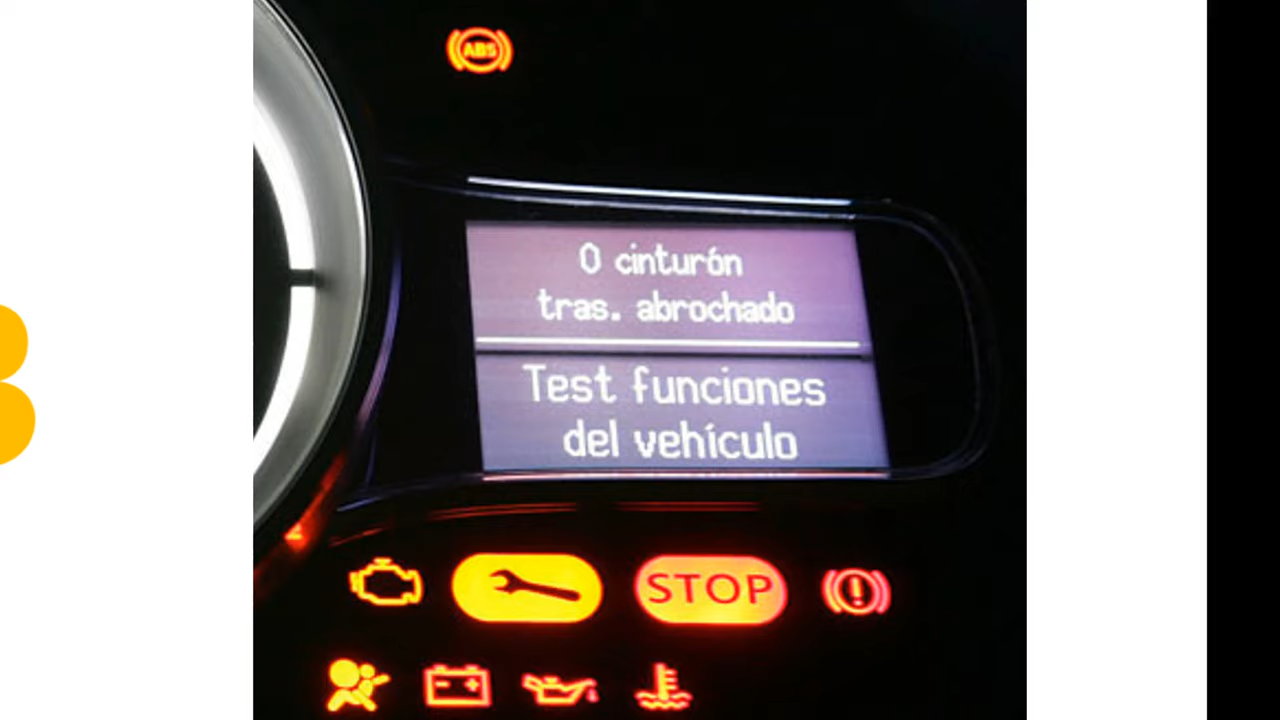 ABS
0 cinturón
tras. abrochado
Test funciones
del vehículo
STOP